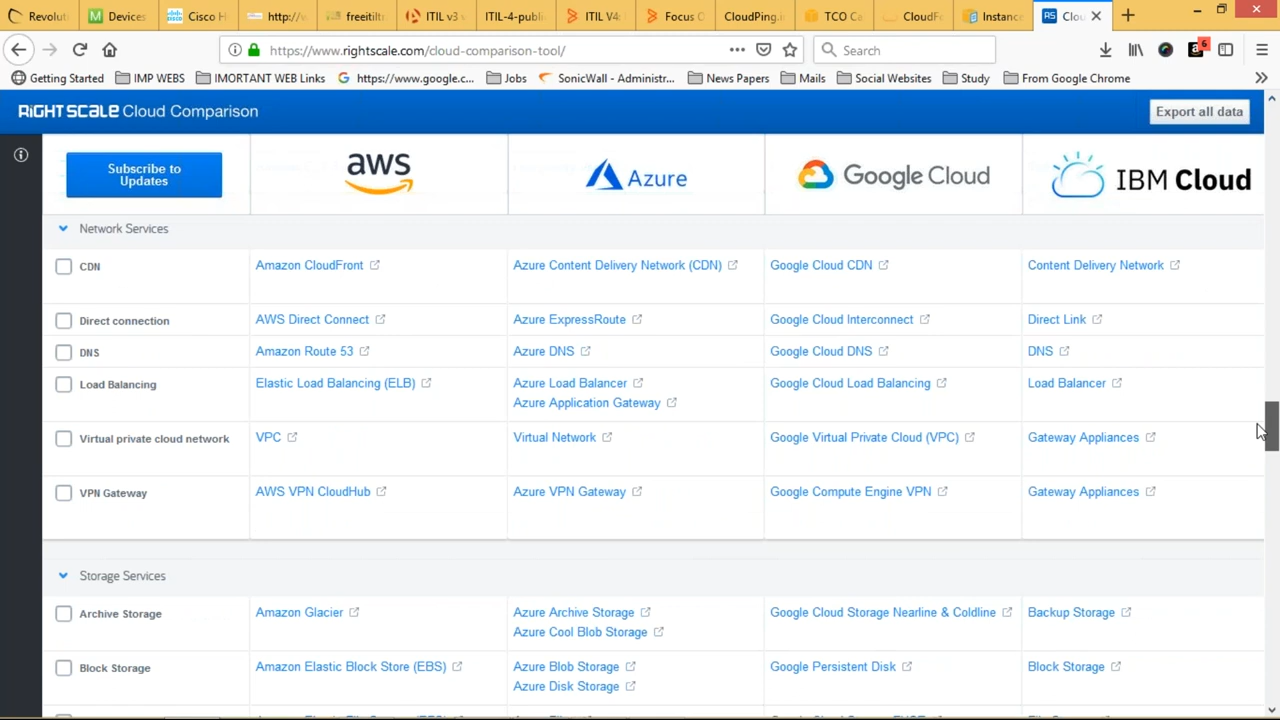 Revoluti
Devices
Cisco H
http://w
freeitilt
ITIL v3 v
ITIL-4-publi
ITIL V4
Focus O
CloudPing.i
TCO Ca
CloudFo
Instance
Clou
https://www.rightscale.com/cloud-comparison-tool/
Search
6
Getting Started
IMP WEBS
IMORTANT WEB Links
https://www.google.c...
Jobs
SonicWall - Administr...
News Papers
Mails
Social Websites
Study
From Google Chrome
RIGHTSCALE Cloud Comparison
Export all data
Subscribe to
Updates
aws
Azure
Google Cloud
IBM Cloud
Network Services
CDN Amazon CloudFront Azure Content Delivery Network (CDN) Google Cloud CDN Content Delivery Network
Direct connection AWS Direct Connect Azure ExpressRoute Google Cloud Interconnect Direct Link
DNS Amazon Route 53 Azure DNS Google Cloud DNS DNS
Load Balancing Elastic Load Balancing (ELB) Azure Load Balancer Google Cloud Load Balancing Load Balancer
Azure Application Gateway
Virtual private cloud network VPC Virtual Network Google Virtual Private Cloud (VPC) Gateway Appliances
VPN Gateway AWS VPN CloudHub Azure VPN Gateway Google Compute Engine VPN Gateway Appliances
Storage Services
Archive Storage Amazon Glacier Azure Archive Storage Google Cloud Storage Nearline & Coldline Backup Storage
Azure Cool Blob Storage
Block Storage Amazon Elastic Block Store (EBS) Azure Blob Storage Google Persistent Disk Block Storage
Azure Disk Storage